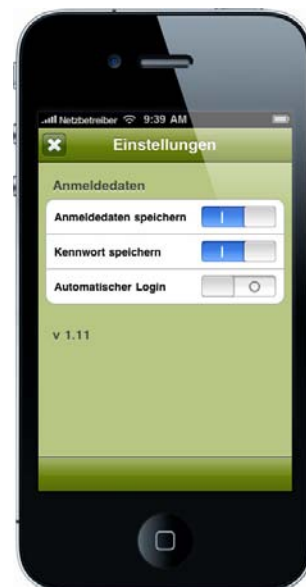 Netzbetreiber 9:39 AM
Einstellungen
Anmeldedaten
Anmeldedaten speichern
Kennwort speichern
Automatischer Login
v 1.11